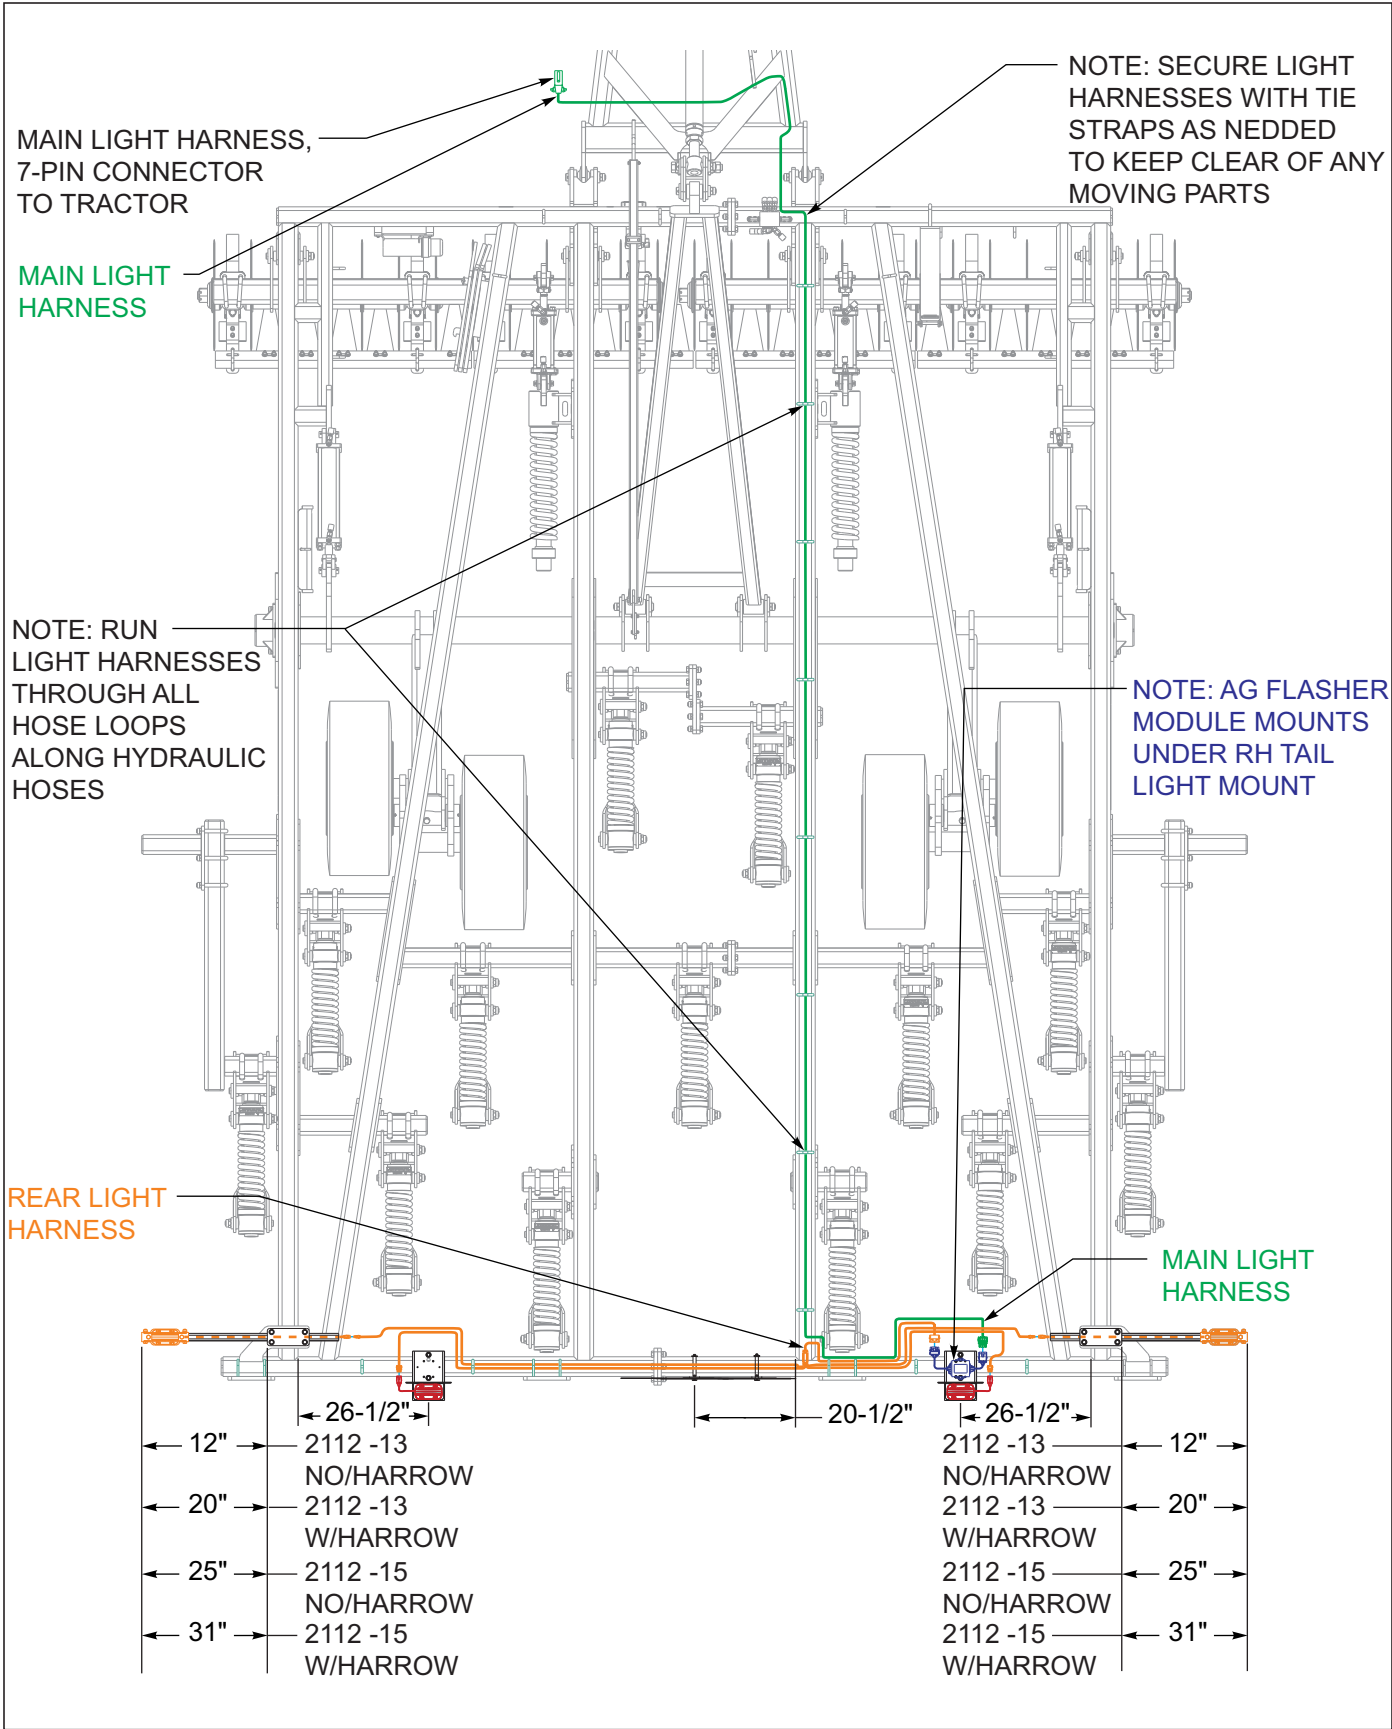 NOTE: SECURE LIGHT
HARNESSES WITH TIE
STRAPS AS NEDDED
TO KEEP CLEAR OF ANY
MOVING PARTS
MAIN LIGHT HARNESS,
7-PIN CONNECTOR
TO TRACTOR
MAIN LIGHT
HARNESS
NOTE: RUN
LIGHT HARNESSES
THROUGH ALL
HOSE LOOPS
ALONG HYDRAULIC
HOSES
NOTE: AG FLASHER
MODULE MOUNTS
UNDER RH TAIL
LIGHT MOUNT
REAR LIGHT
HARNESS
MAIN LIGHT
HARNESS
26-1/2" 20-1/2" 26-1/2"
12" 2112 -13 2112 -13 12"
NO/HARROW NO/HARROW
20" 2112 -13 2112 -13 20"
W/HARROW W/HARROW
25" 2112 -15 2112 -15 25"
NO/HARROW NO/HARROW
31" 2112 -15 2112 -15 31"
W/HARROW W/HARROW